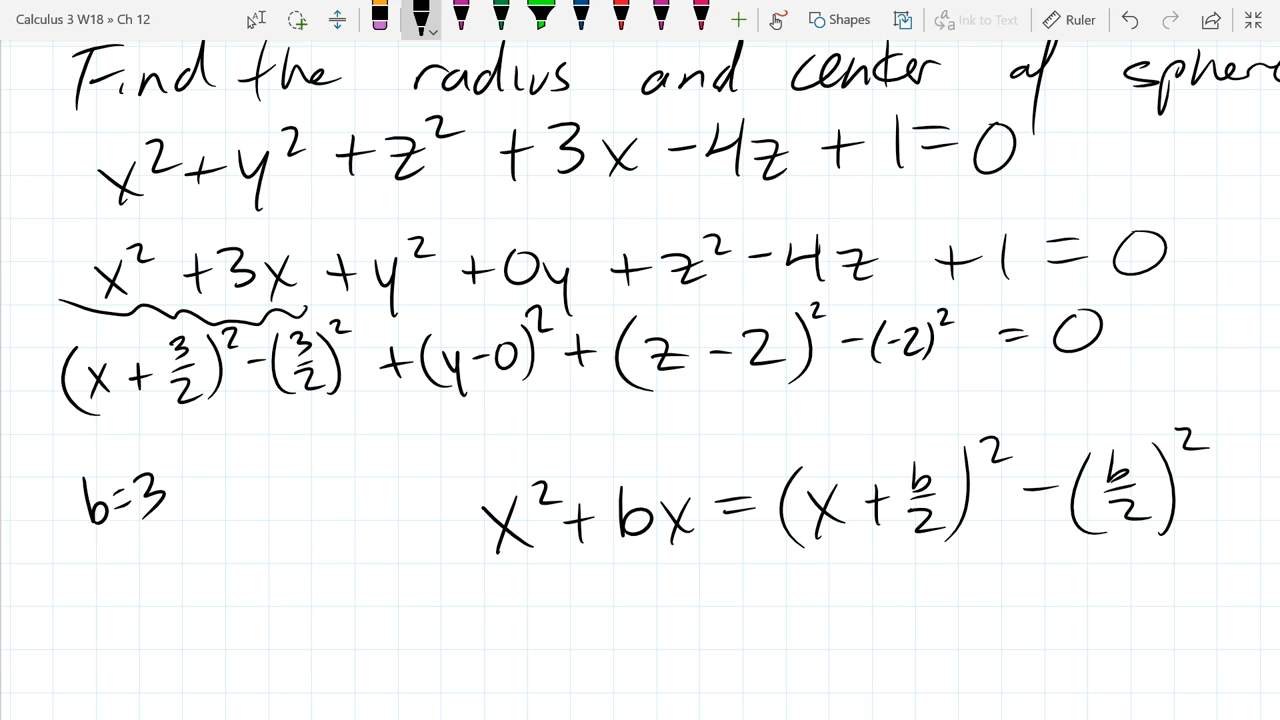 Calculus 3 W18 » Ch 12
Shapes
Ink to Text
Ruler
Find the radius and center of sphere
x² + y² + z² + 3x - 4z + 1 = 0
x² + 3x + y² + 0y + z² - 4z + 1 = 0
(x + 3/2)² - (3/2)² + (y - 0)² + (z - 2)² - (-2)² = 0
b = 3
x² + bx = (x + b/2)² - (b/2)²